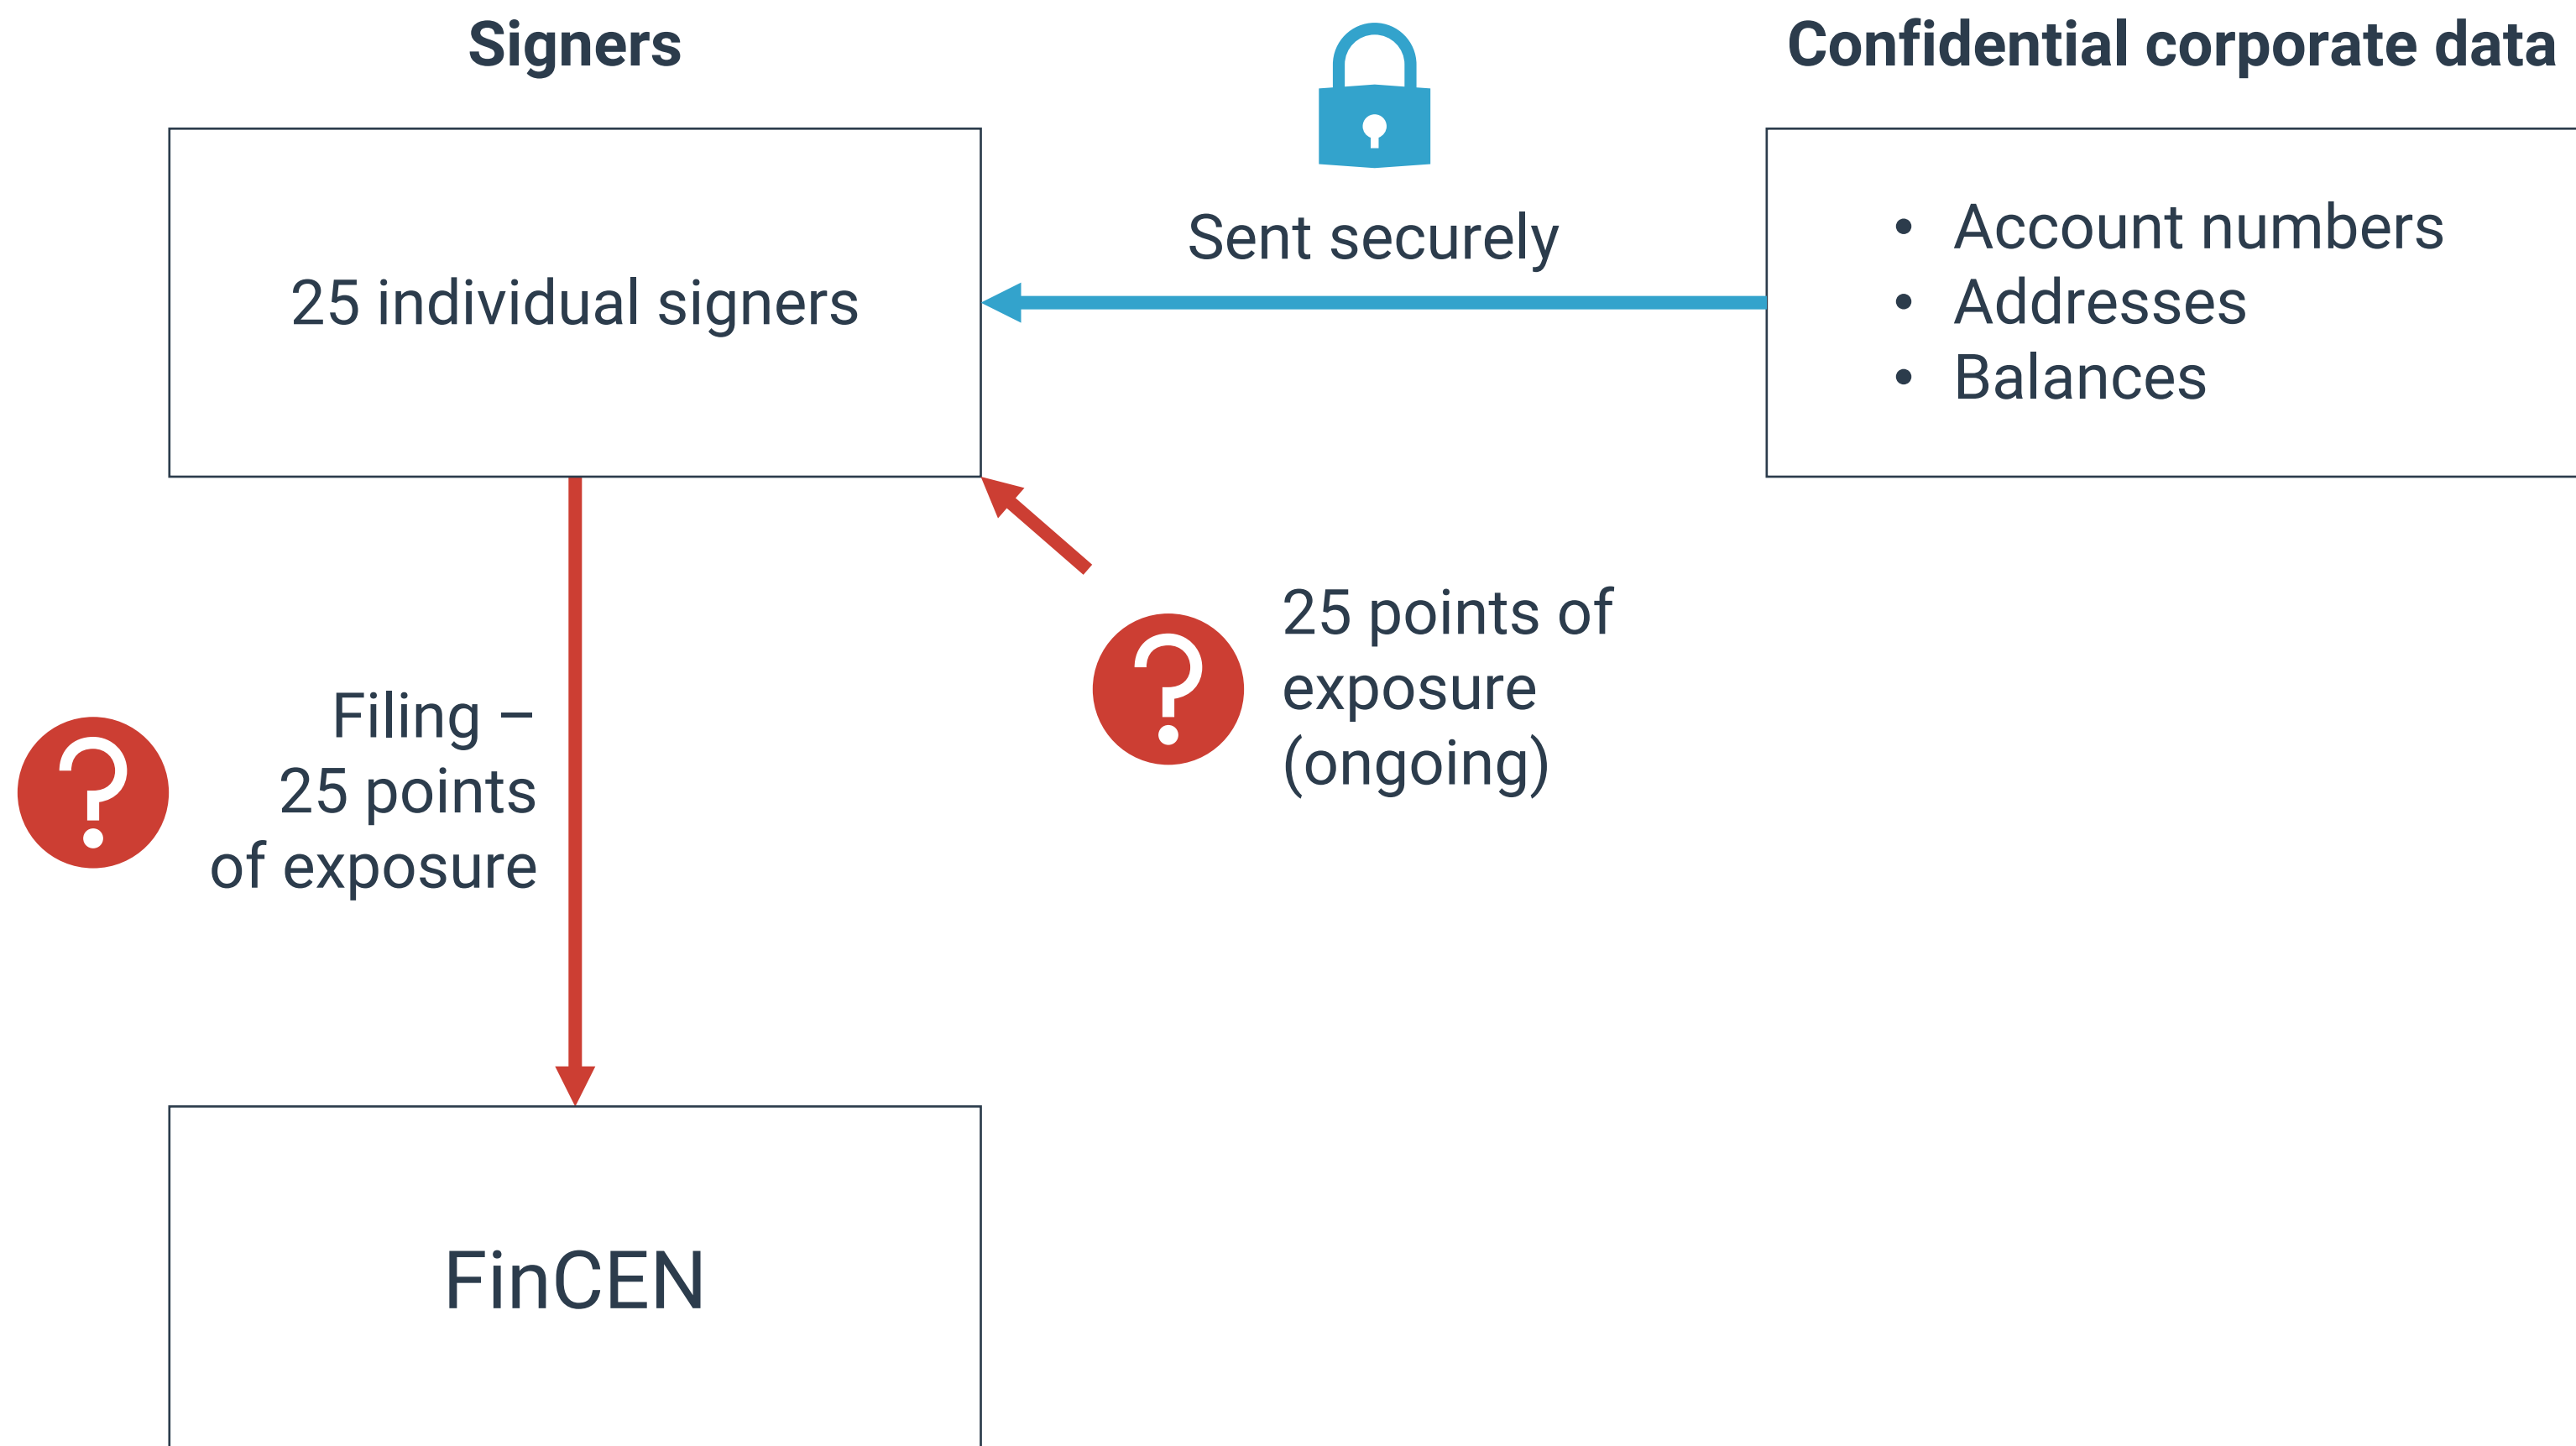 Signers
Confidential corporate data
25 individual signers
Sent securely
• Account numbers
• Addresses
• Balances
25 points of
exposure
(ongoing)
Filing –
25 points
of exposure
FinCEN